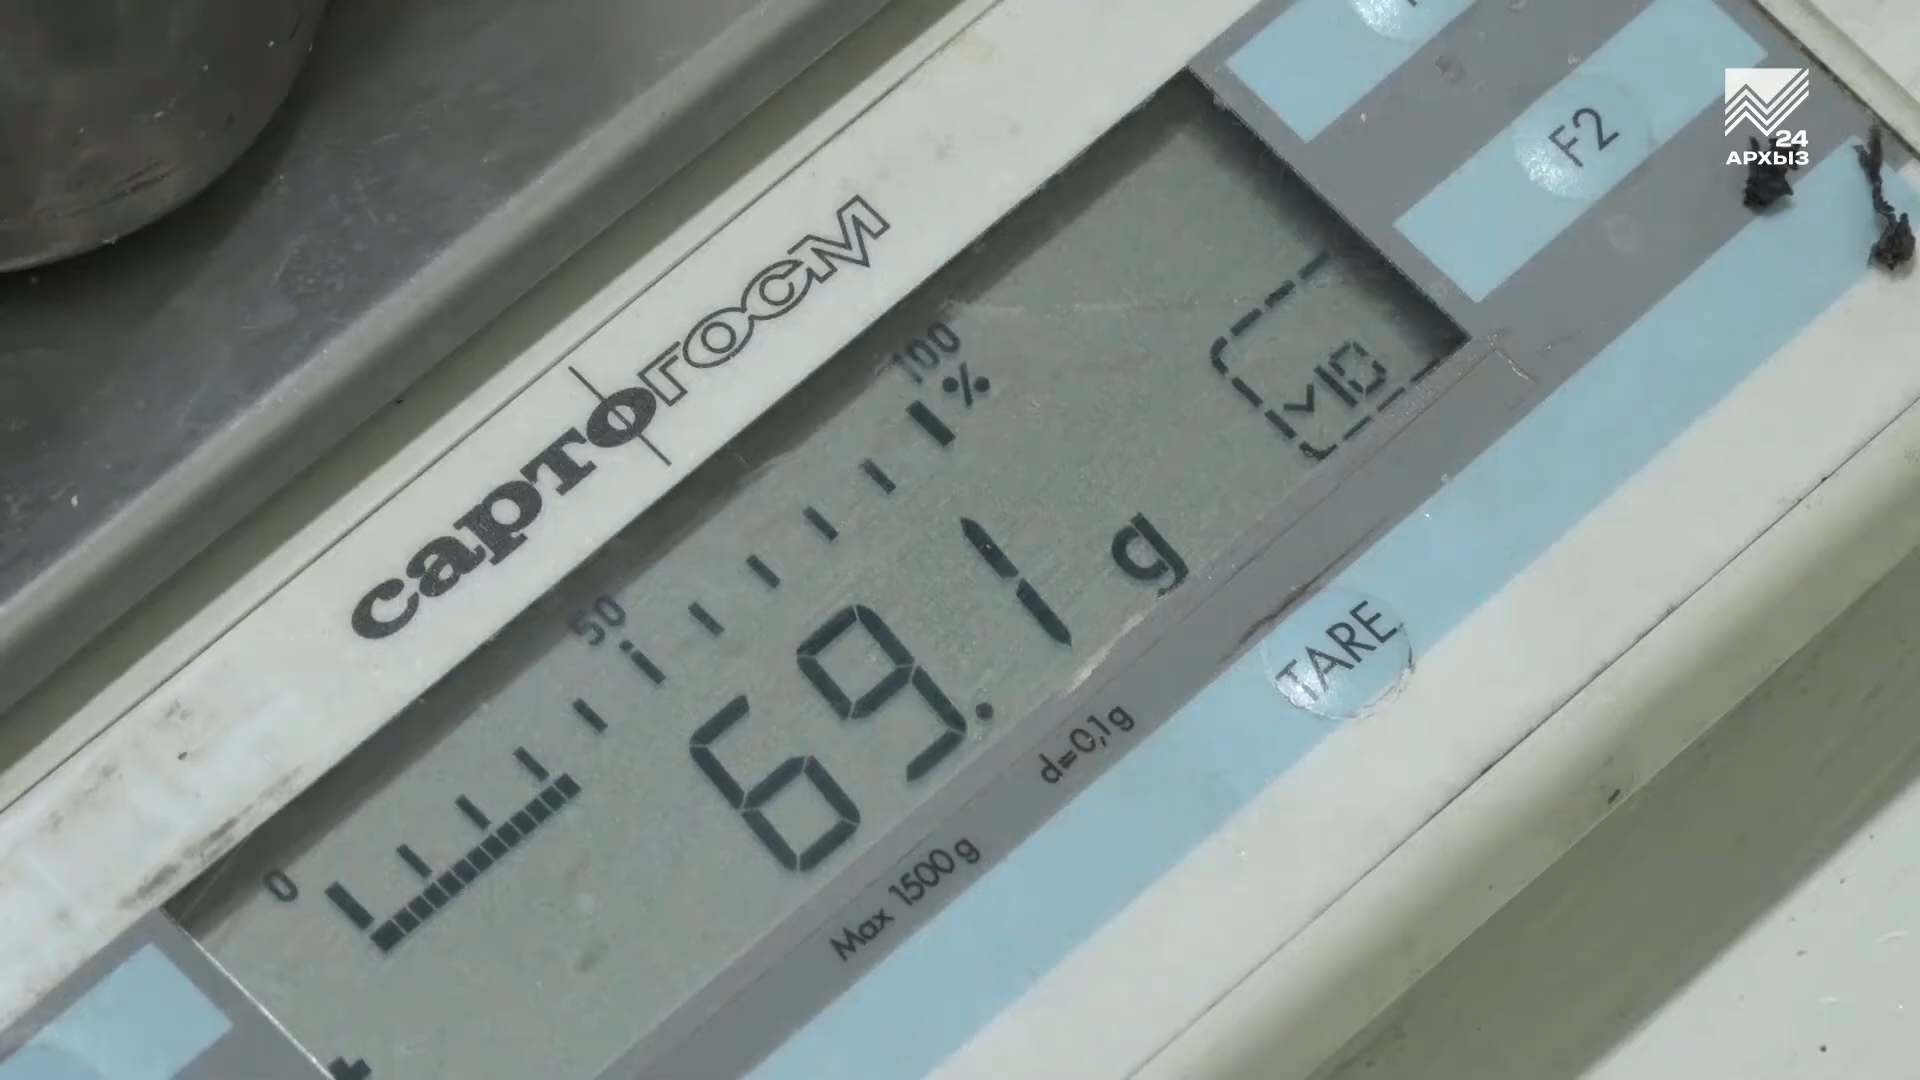 24
АРХЫЗ
F2
сартогосм
0
50
100
%
69.1 g
TARE
Max 1500 g
d=0,1g